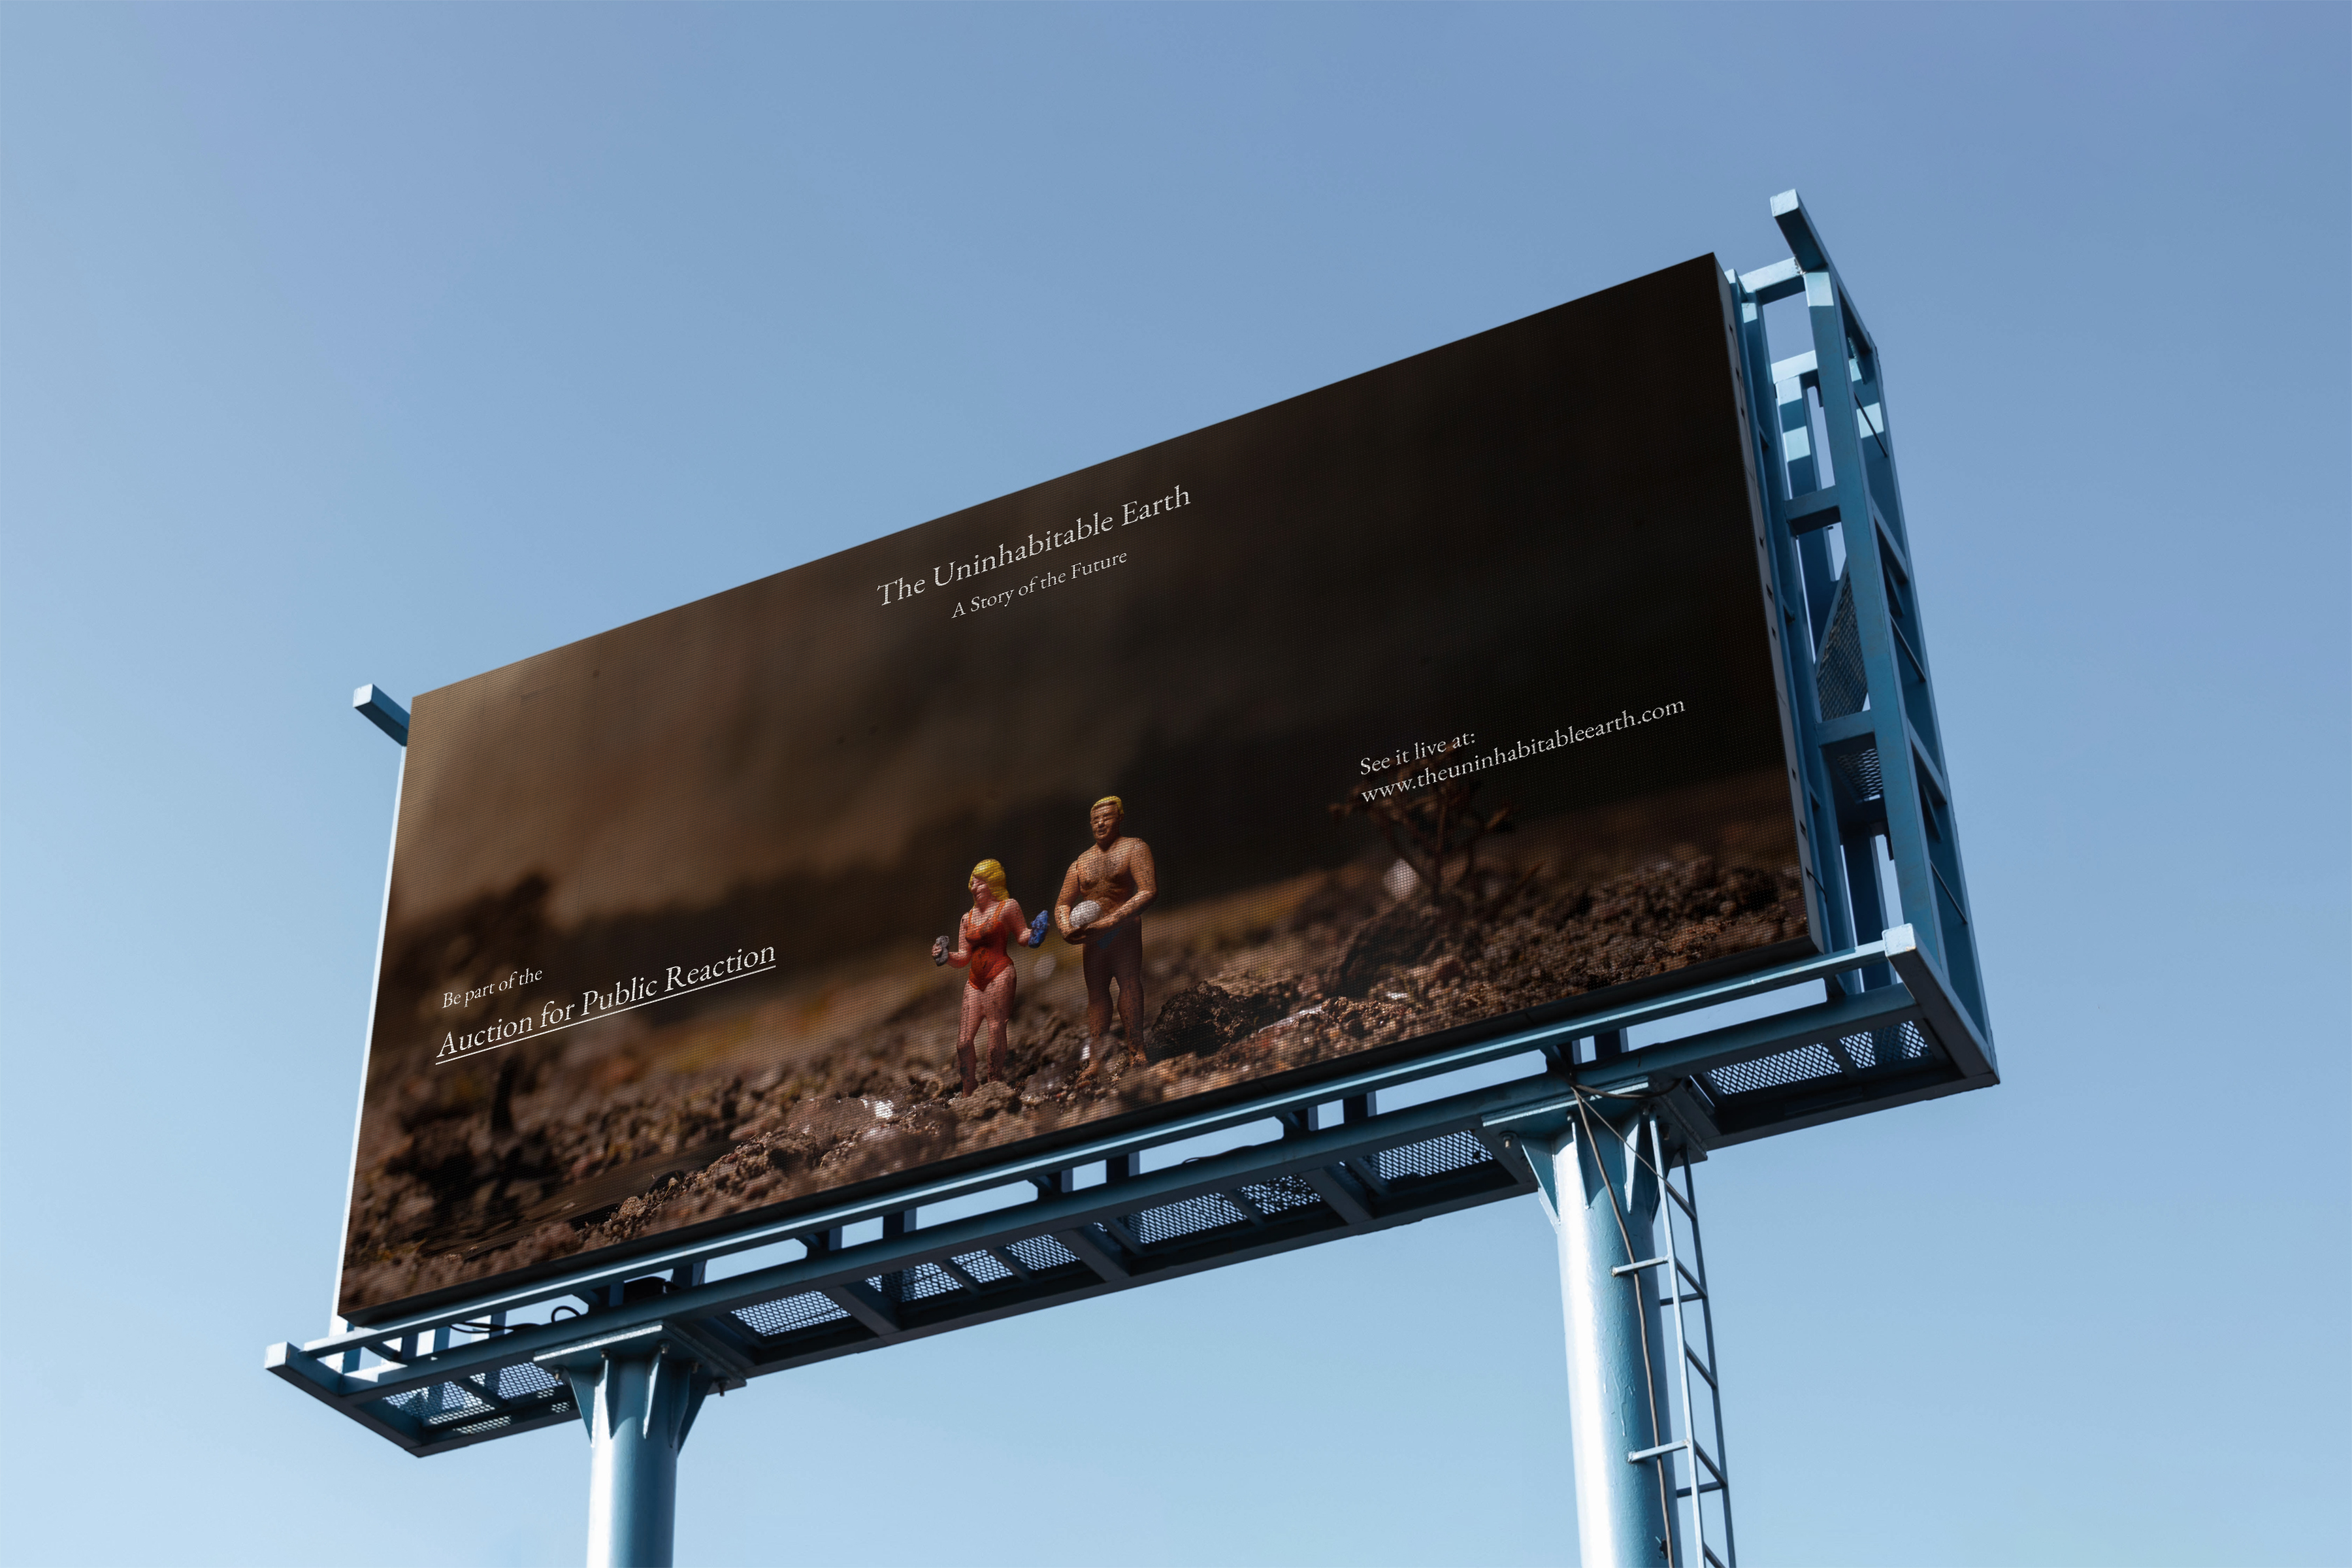 The Uninhabitable Earth
A Story of the Future
See it live at:
www.theuninhabitableearth.com
Be part of the
Auction for Public Reaction